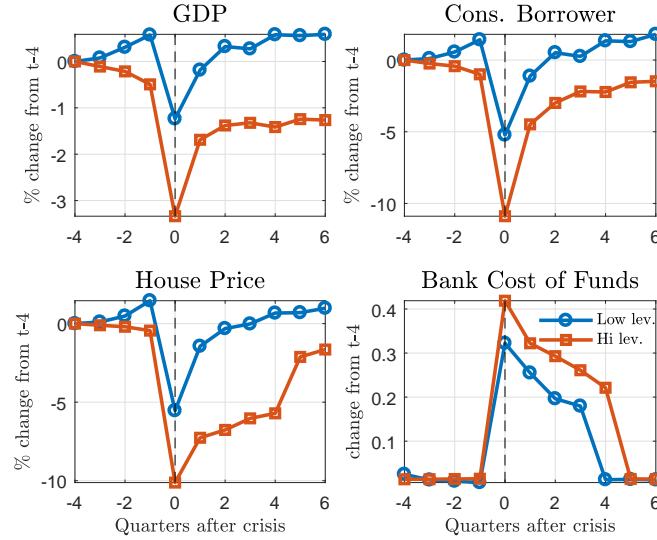 GDP
% change from t-4
0
-1
-2
-3
-4 -2 0 2 4 6
Cons. Borrower
% change from t-4
0
-5
-10
-4 -2 0 2 4 6
House Price
% change from t-4
0
-5
-10
-4 -2 0 2 4 6
Quarters after crisis
Bank Cost of Funds
change from t-4
0.4
0.3
0.2
0.1
Low lev.
Hi lev.
-4 -2 0 2 4 6
Quarters after crisis